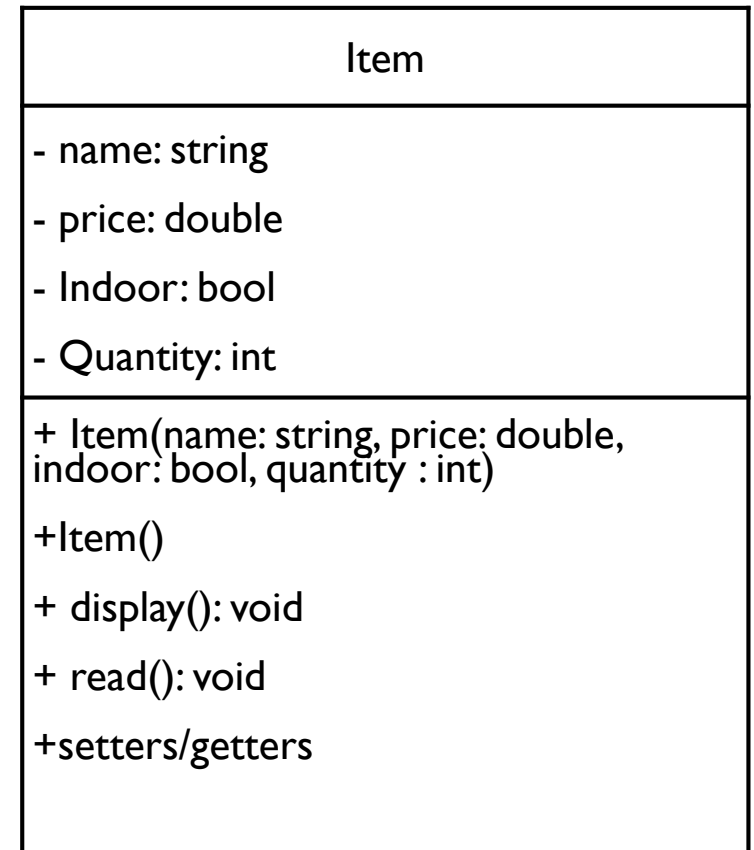 Item
- name: string
- price: double
- Indoor: bool
- Quantity: int
+ Item(name: string, price: double,
indoor: bool, quantity : int)
+Item()
+ display(): void
+ read(): void
+setters/getters